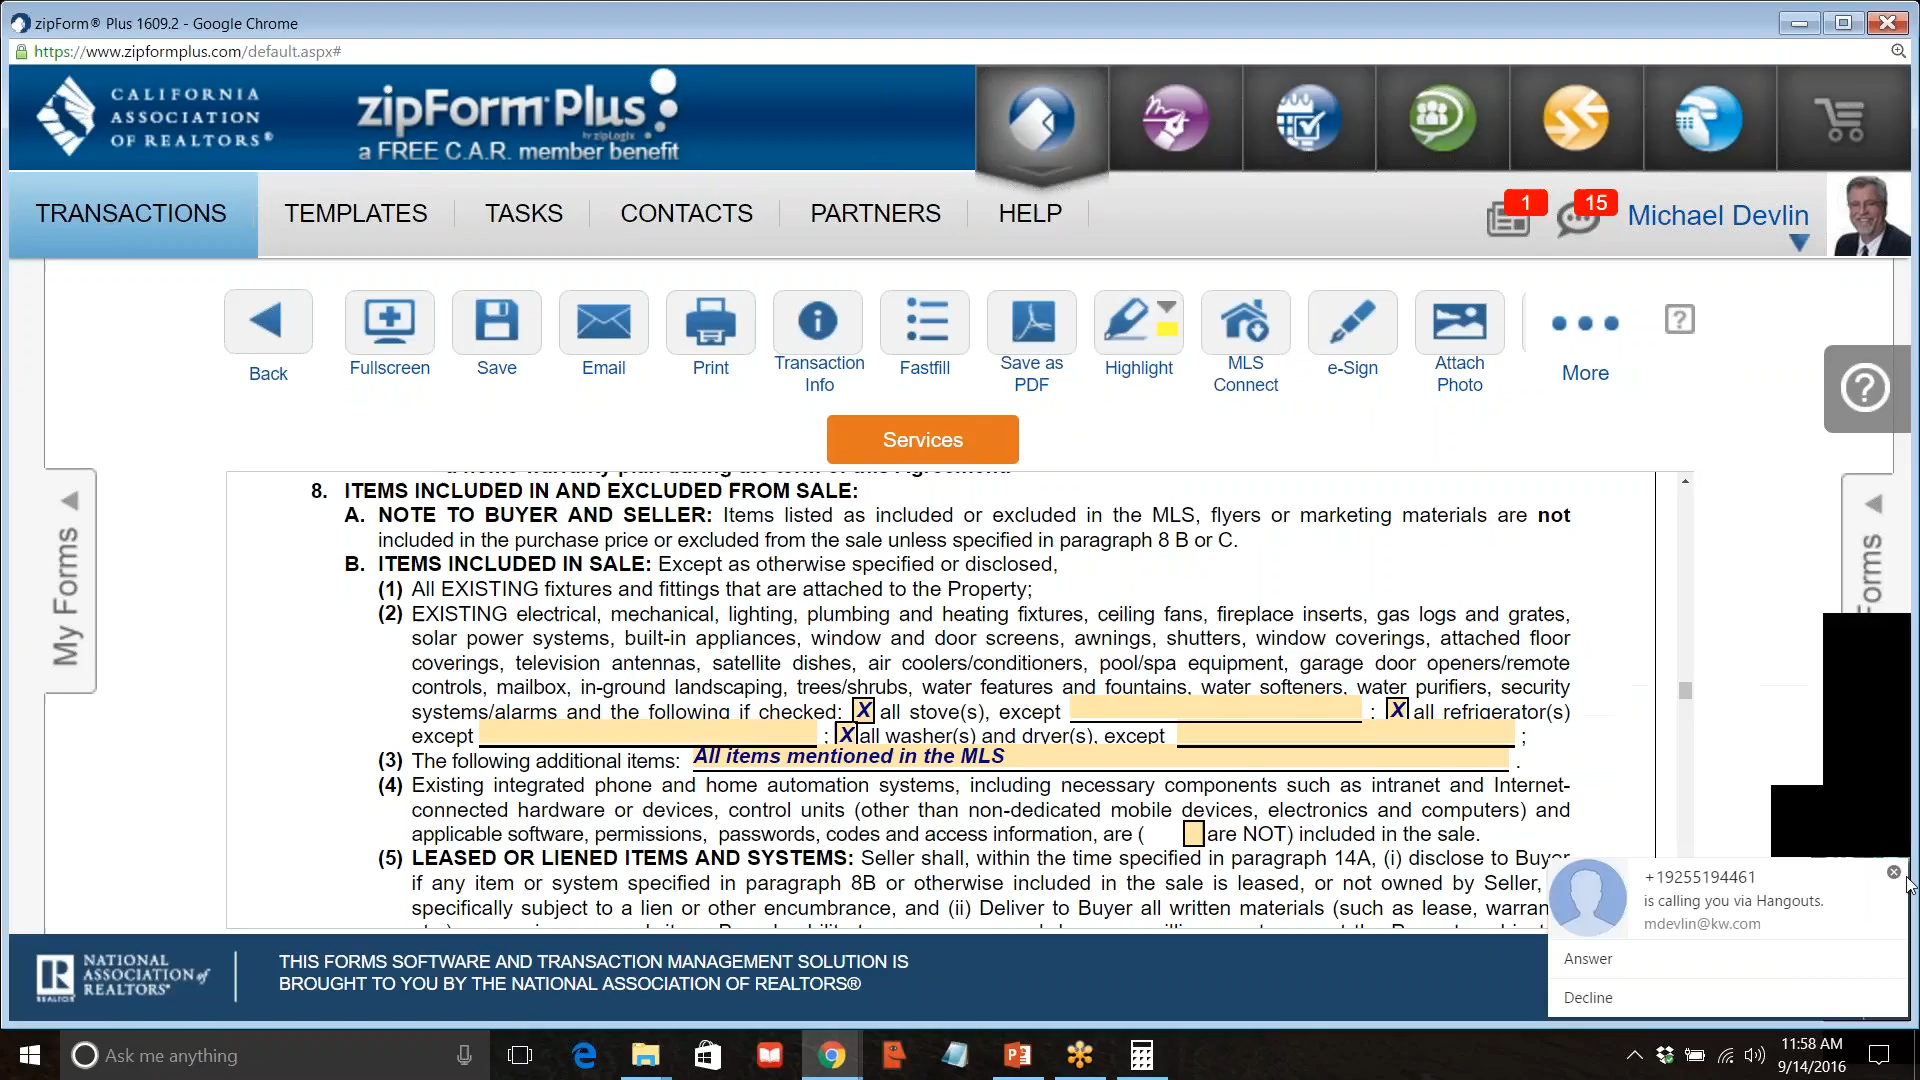 zipForm® Plus 1609.2 - Google Chrome
https://www.zipformplus.com/default.aspx#
CALIFORNIA
ASSOCIATION
OF REALTORS®
zipForm Plus
by zipLogix
a FREE C.A.R. member benefit
TRANSACTIONS TEMPLATES TASKS CONTACTS PARTNERS HELP
1 15 Michael Devlin
Back Fullscreen Save Email Print Transaction Info Fastfill Save as PDF Highlight MLS Connect e-Sign Attach Photo More
Services
My Forms
Forms
a home warranty plan during the term of this Agreement.
8. ITEMS INCLUDED IN AND EXCLUDED FROM SALE:
A. NOTE TO BUYER AND SELLER: Items listed as included or excluded in the MLS, flyers or marketing materials are not
included in the purchase price or excluded from the sale unless specified in paragraph 8 B or C.
B. ITEMS INCLUDED IN SALE: Except as otherwise specified or disclosed,
(1) All EXISTING fixtures and fittings that are attached to the Property;
(2) EXISTING electrical, mechanical, lighting, plumbing and heating fixtures, ceiling fans, fireplace inserts, gas logs and grates,
solar power systems, built-in appliances, window and door screens, awnings, shutters, window coverings, attached floor
coverings, television antennas, satellite dishes, air coolers/conditioners, pool/spa equipment, garage door openers/remote
controls, mailbox, in-ground landscaping, trees/shrubs, water features and fountains, water softeners, water purifiers, security
systems/alarms and the following if checked: X all stove(s), except ; X all refrigerator(s)
except ; X all washer(s) and dryer(s), except ;
(3) The following additional items: All items mentioned in the MLS .
(4) Existing integrated phone and home automation systems, including necessary components such as intranet and Internet-
connected hardware or devices, control units (other than non-dedicated mobile devices, electronics and computers) and
applicable software, permissions, passwords, codes and access information, are ( are NOT) included in the sale.
(5) LEASED OR LIENED ITEMS AND SYSTEMS: Seller shall, within the time specified in paragraph 14A, (i) disclose to Buyer
if any item or system specified in paragraph 8B or otherwise included in the sale is leased, or not owned by Seller,
specifically subject to a lien or other encumbrance, and (ii) Deliver to Buyer all written materials (such as lease, warran
+19255194461
is calling you via Hangouts.
mdevlin@kw.com
Answer
Decline
REALTOR®
NATIONAL
ASSOCIATION of
REALTORS®
THIS FORMS SOFTWARE AND TRANSACTION MANAGEMENT SOLUTION IS
BROUGHT TO YOU BY THE NATIONAL ASSOCIATION OF REALTORS®
Ask me anything
11:58 AM
9/14/2016